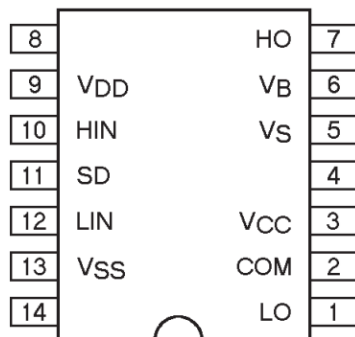 8 HO 7
9 VDD VB 6
10 HIN VS 5
11 SD 4
12 LIN VCC 3
13 VSS COM 2
14 LO 1